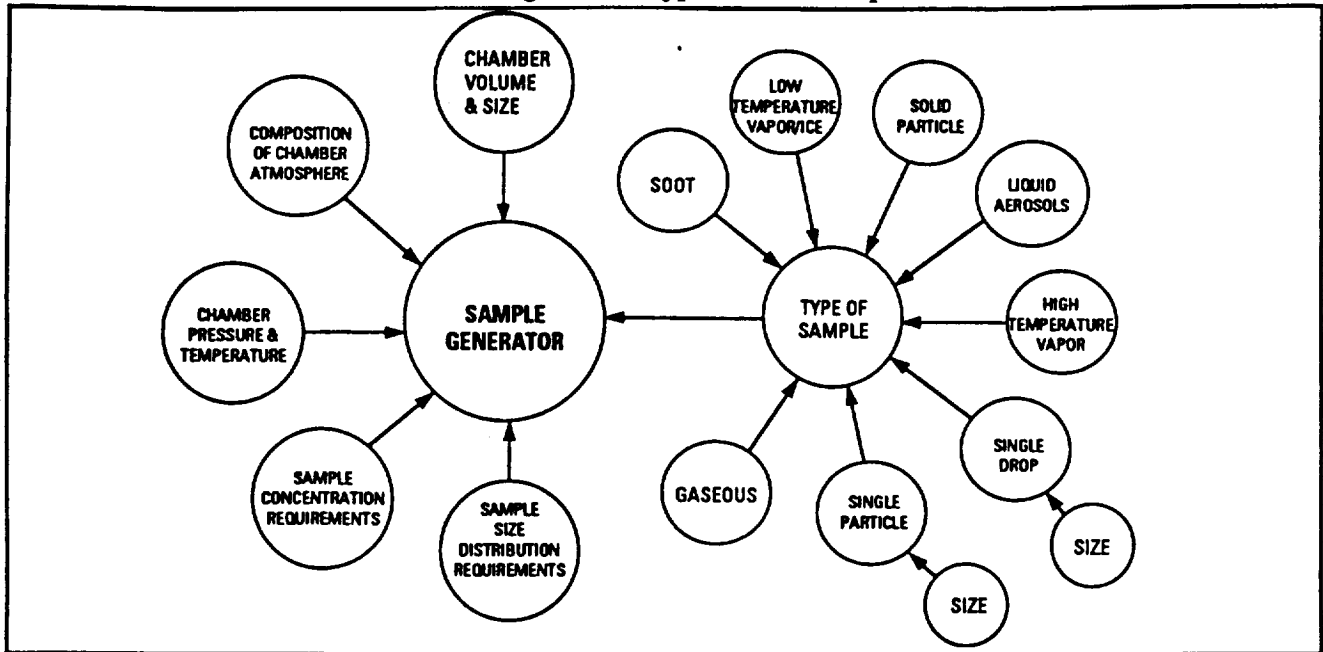 CHAMBER
VOLUME
& SIZE
COMPOSITION
OF CHAMBER
ATMOSPHERE
CHAMBER
PRESSURE &
TEMPERATURE
SAMPLE
CONCENTRATION
REQUIREMENTS
SAMPLE
SIZE
DISTRIBUTION
REQUIREMENTS
SAMPLE
GENERATOR
TYPE OF
SAMPLE
SOOT
LOW
TEMPERATURE
VAPOR/ICE
SOLID
PARTICLE
LIQUID
AEROSOLS
HIGH
TEMPERATURE
VAPOR
SINGLE
DROP
SIZE
SINGLE
PARTICLE
SIZE
GASEOUS